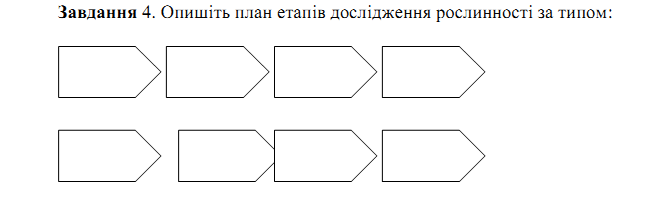 Завдання 4. Опишіть план етапів дослідження рослинності за типом: